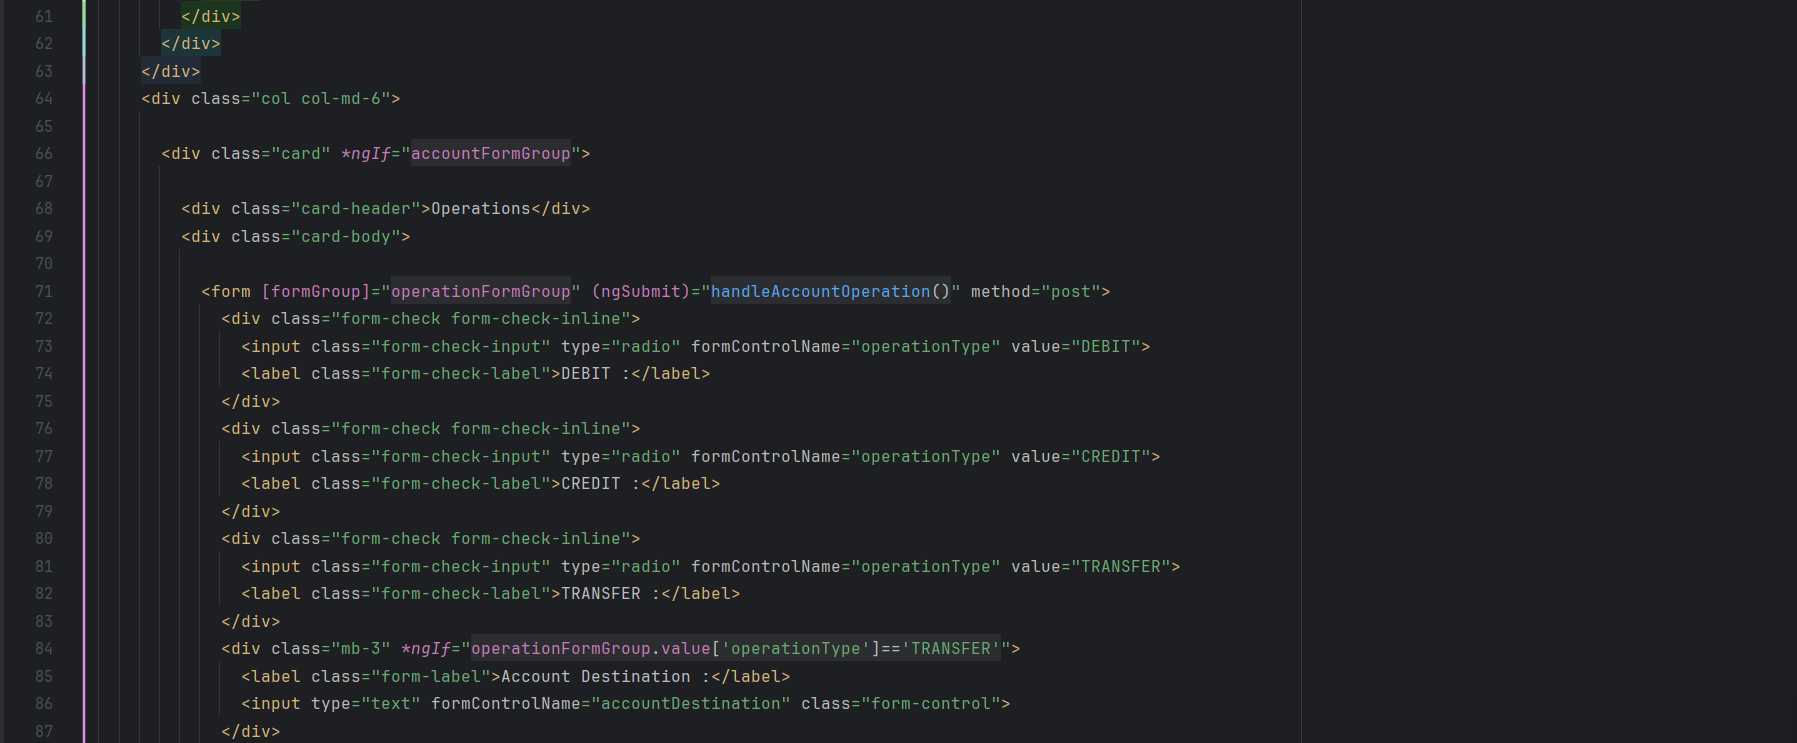 61 </div>
62 </div>
63 </div>
64 <div class="col col-md-6">
65
66 <div class="card" *ngIf="accountFormGroup">
67
68 <div class="card-header">Operations</div>
69 <div class="card-body">
70
71 <form [formGroup]="operationFormGroup" (ngSubmit)="handleAccountOperation()" method="post">
72 <div class="form-check form-check-inline">
73 <input class="form-check-input" type="radio" formControlName="operationType" value="DEBIT">
74 <label class="form-check-label">DEBIT :</label>
75 </div>
76 <div class="form-check form-check-inline">
77 <input class="form-check-input" type="radio" formControlName="operationType" value="CREDIT">
78 <label class="form-check-label">CREDIT :</label>
79 </div>
80 <div class="form-check form-check-inline">
81 <input class="form-check-input" type="radio" formControlName="operationType" value="TRANSFER">
82 <label class="form-check-label">TRANSFER :</label>
83 </div>
84 <div class="mb-3" *ngIf="operationFormGroup.value['operationType']=='TRANSFER'">
85 <label class="form-label">Account Destination :</label>
86 <input type="text" formControlName="accountDestination" class="form-control">
87 </div>